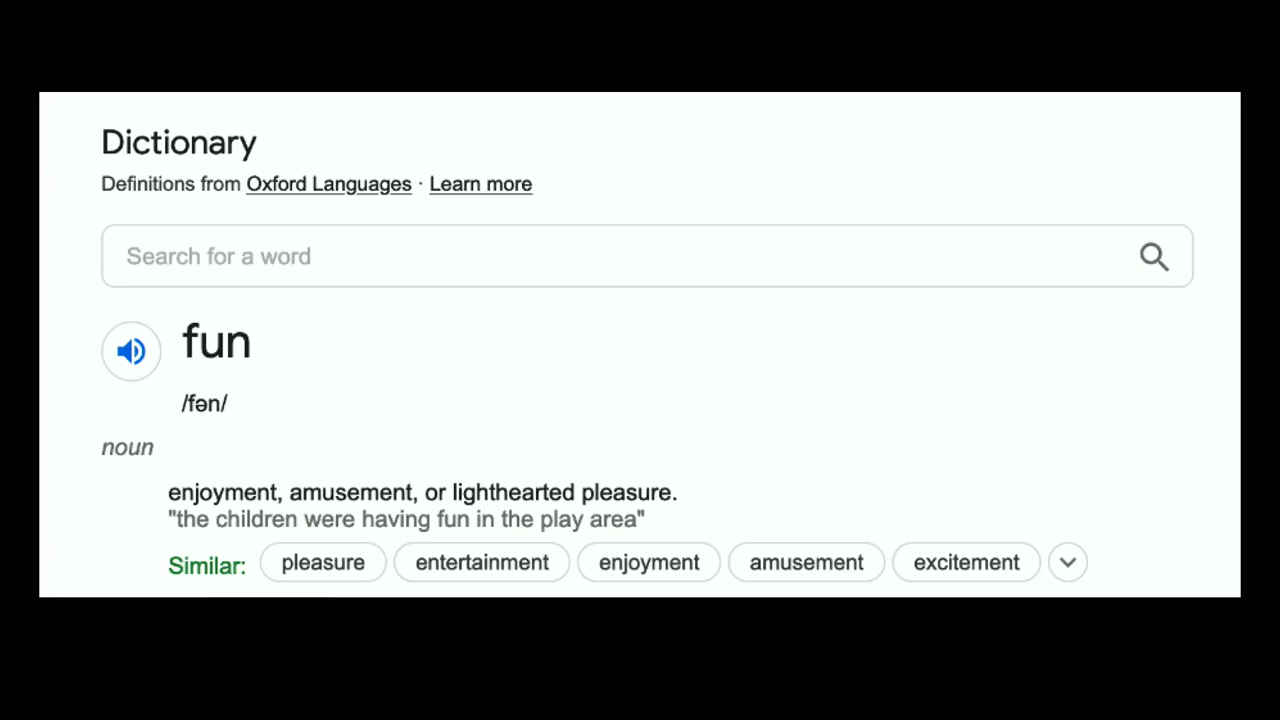 Dictionary
Definitions from Oxford Languages · Learn more
Search for a word
fun
/fən/
noun
enjoyment, amusement, or lighthearted pleasure.
"the children were having fun in the play area"
Similar: pleasure entertainment enjoyment amusement excitement